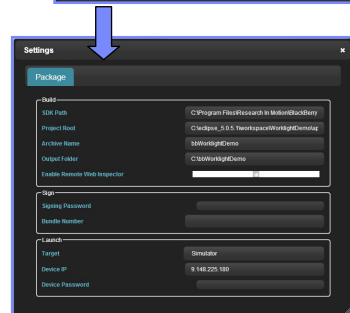 Settings x
Package
Build
SDK Path C:\Program Files\Research In Motion\BlackBerry
Project Root C:\eclipse_5.0.5.1\workspace\WorklightDemo\ap
Archive Name bbWorklightDemo
Output Folder C:\bbWorklightDemo
Enable Remote Web Inspector
Sign
Signing Password
Bundle Number
Launch
Target Simulator
Device IP 9.148.225.180
Device Password